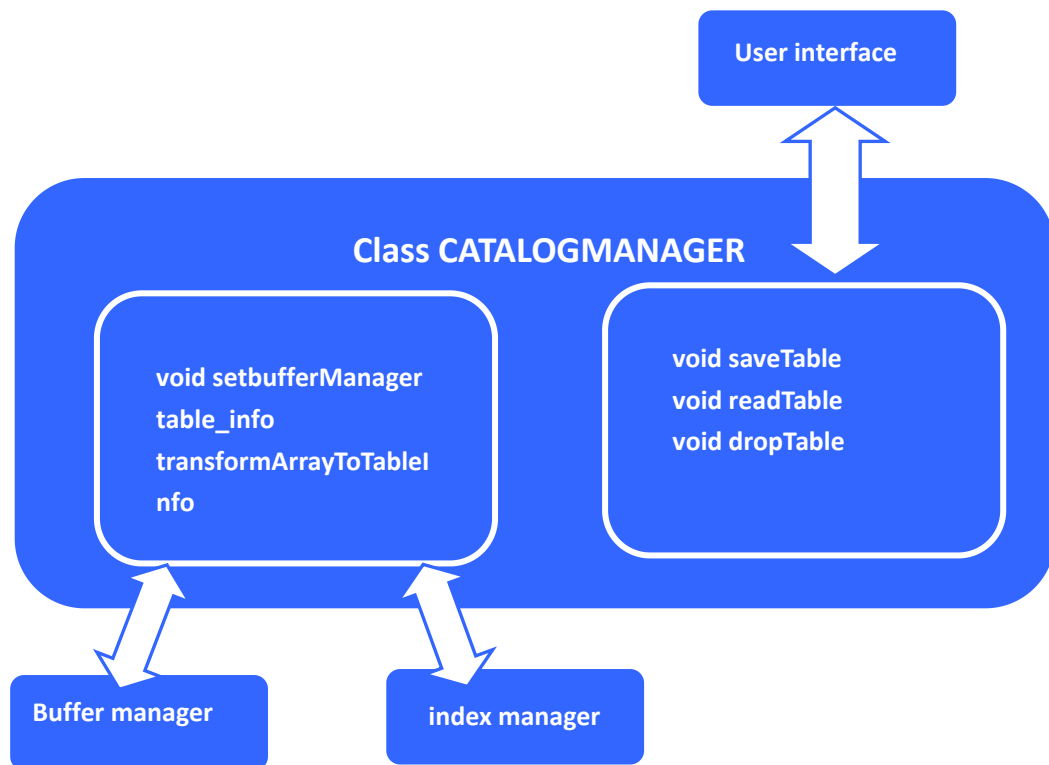 User interface
Class CATALOGMANAGER
void setbufferManager
table_info
transformArrayToTableI
nfo
void saveTable
void readTable
void dropTable
Buffer manager
index manager